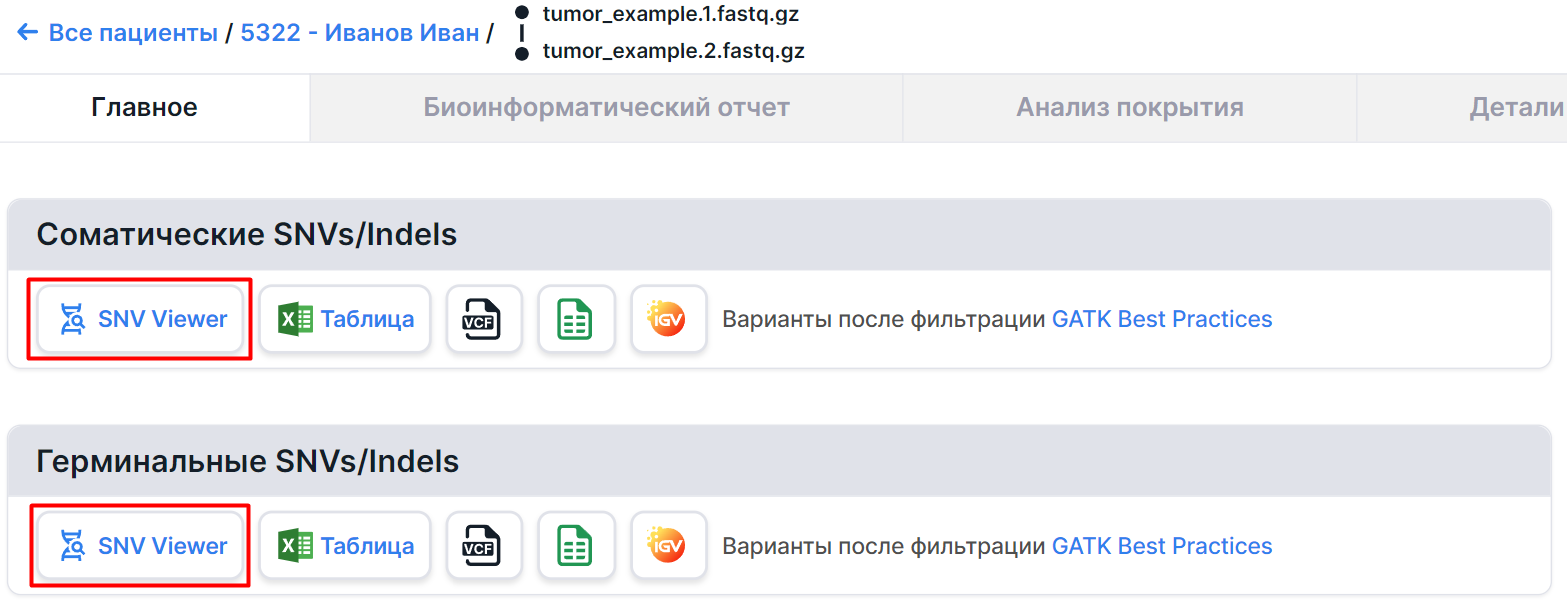 tumor_example.1.fastq.gz
← Все пациенты / 5322 - Иванов Иван /
tumor_example.2.fastq.gz
Главное Биоинформатический отчет Анализ покрытия Детали
Соматические SNVs/Indels
SNV Viewer X Таблица VCF IGV Варианты после фильтрации GATK Best Practices
Герминальные SNVs/Indels
SNV Viewer X Таблица VCF IGV Варианты после фильтрации GATK Best Practices